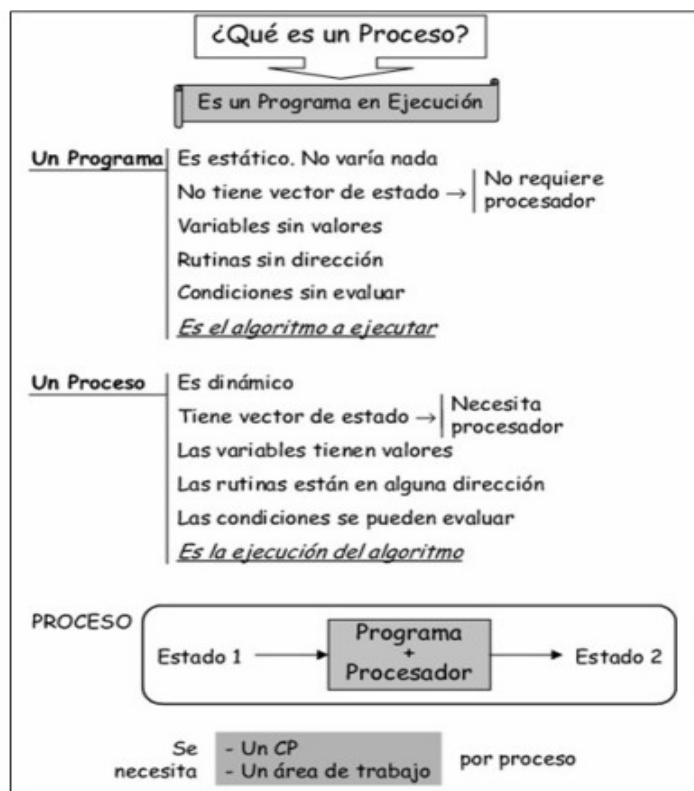 ¿Qué es un Proceso?
Es un Programa en Ejecución
Un Programa
Es estático. No varía nada
No tiene vector de estado → No requiere procesador
Variables sin valores
Rutinas sin dirección
Condiciones sin evaluar
Es el algoritmo a ejecutar
Un Proceso
Es dinámico
Tiene vector de estado → Necesita procesador
Las variables tienen valores
Las rutinas están en alguna dirección
Las condiciones se pueden evaluar
Es la ejecución del algoritmo
PROCESO
Estado 1
Programa
+
Procesador
Estado 2
Se necesita
- Un CP
- Un área de trabajo
por proceso